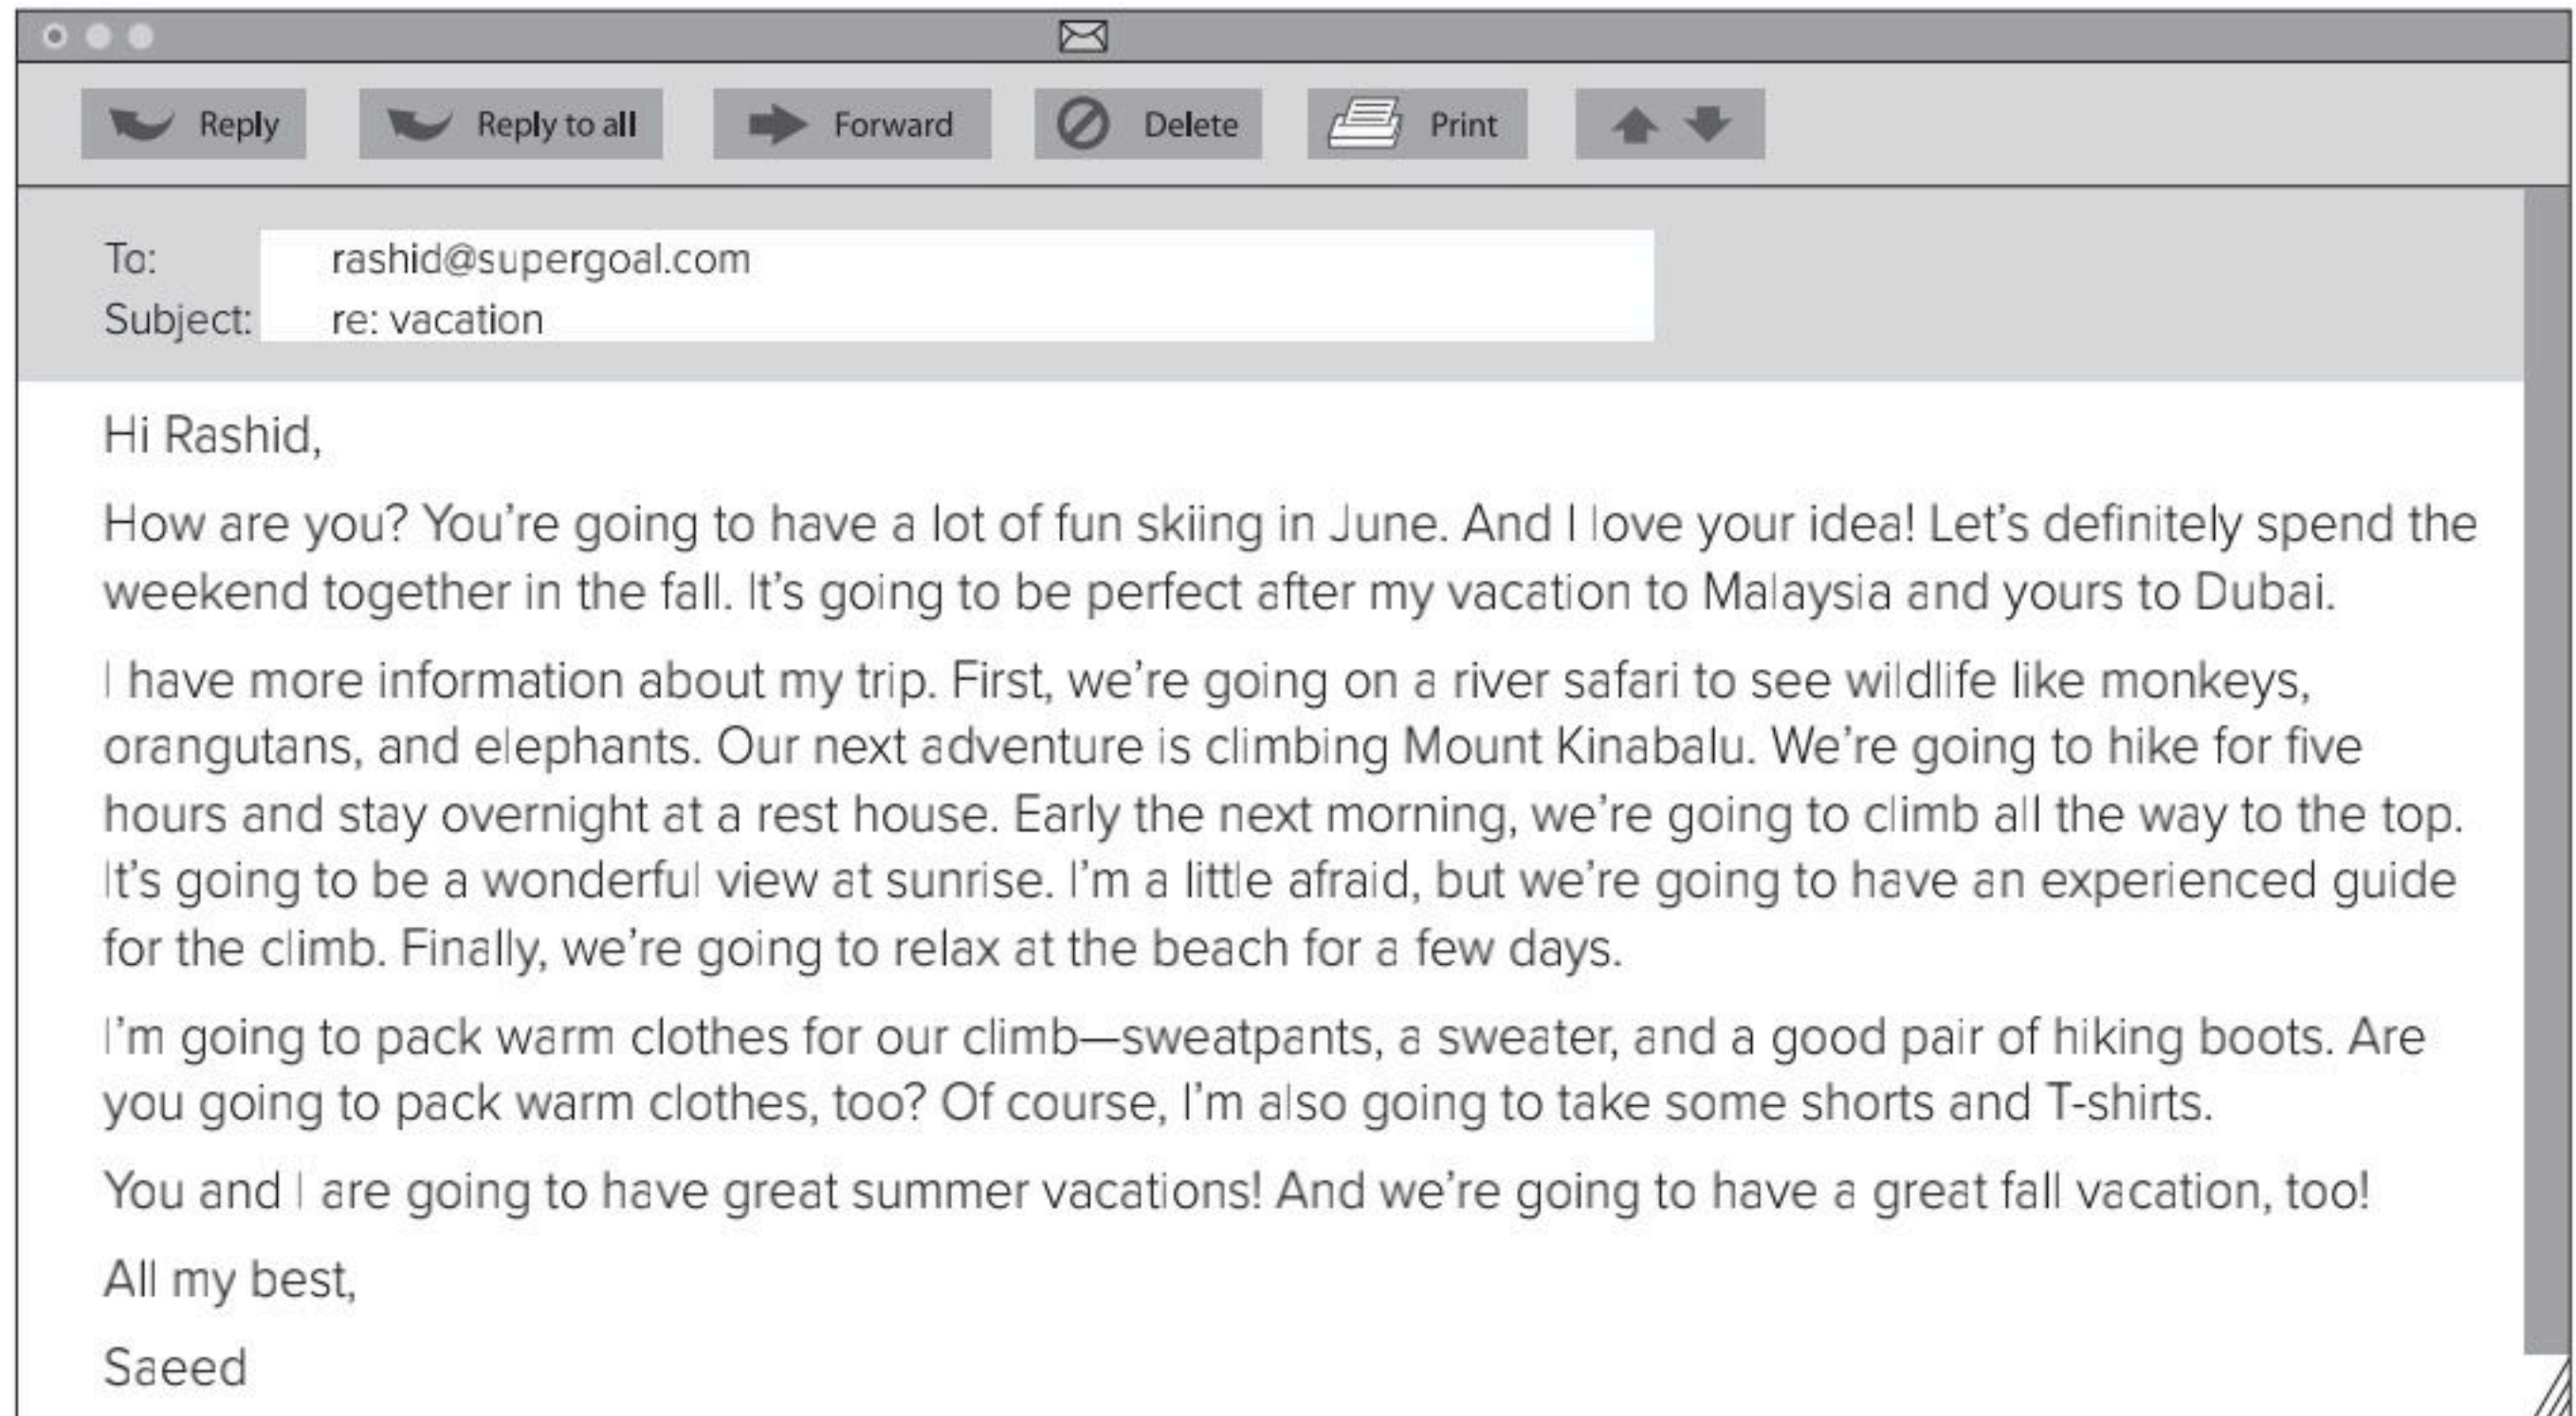 Reply Reply to all Forward Delete Print
To: rashid@supergoal.com
Subject: re: vacation
Hi Rashid,
How are you? You're going to have a lot of fun skiing in June. And I love your idea! Let's definitely spend the
weekend together in the fall. It's going to be perfect after my vacation to Malaysia and yours to Dubai.
I have more information about my trip. First, we're going on a river safari to see wildlife like monkeys,
orangutans, and elephants. Our next adventure is climbing Mount Kinabalu. We're going to hike for five
hours and stay overnight at a rest house. Early the next morning, we're going to climb all the way to the top.
It's going to be a wonderful view at sunrise. I'm a little afraid, but we're going to have an experienced guide
for the climb. Finally, we're going to relax at the beach for a few days.
I'm going to pack warm clothes for our climb—sweatpants, a sweater, and a good pair of hiking boots. Are
you going to pack warm clothes, too? Of course, I'm also going to take some shorts and T-shirts.
You and I are going to have great summer vacations! And we're going to have a great fall vacation, too!
All my best,
Saeed